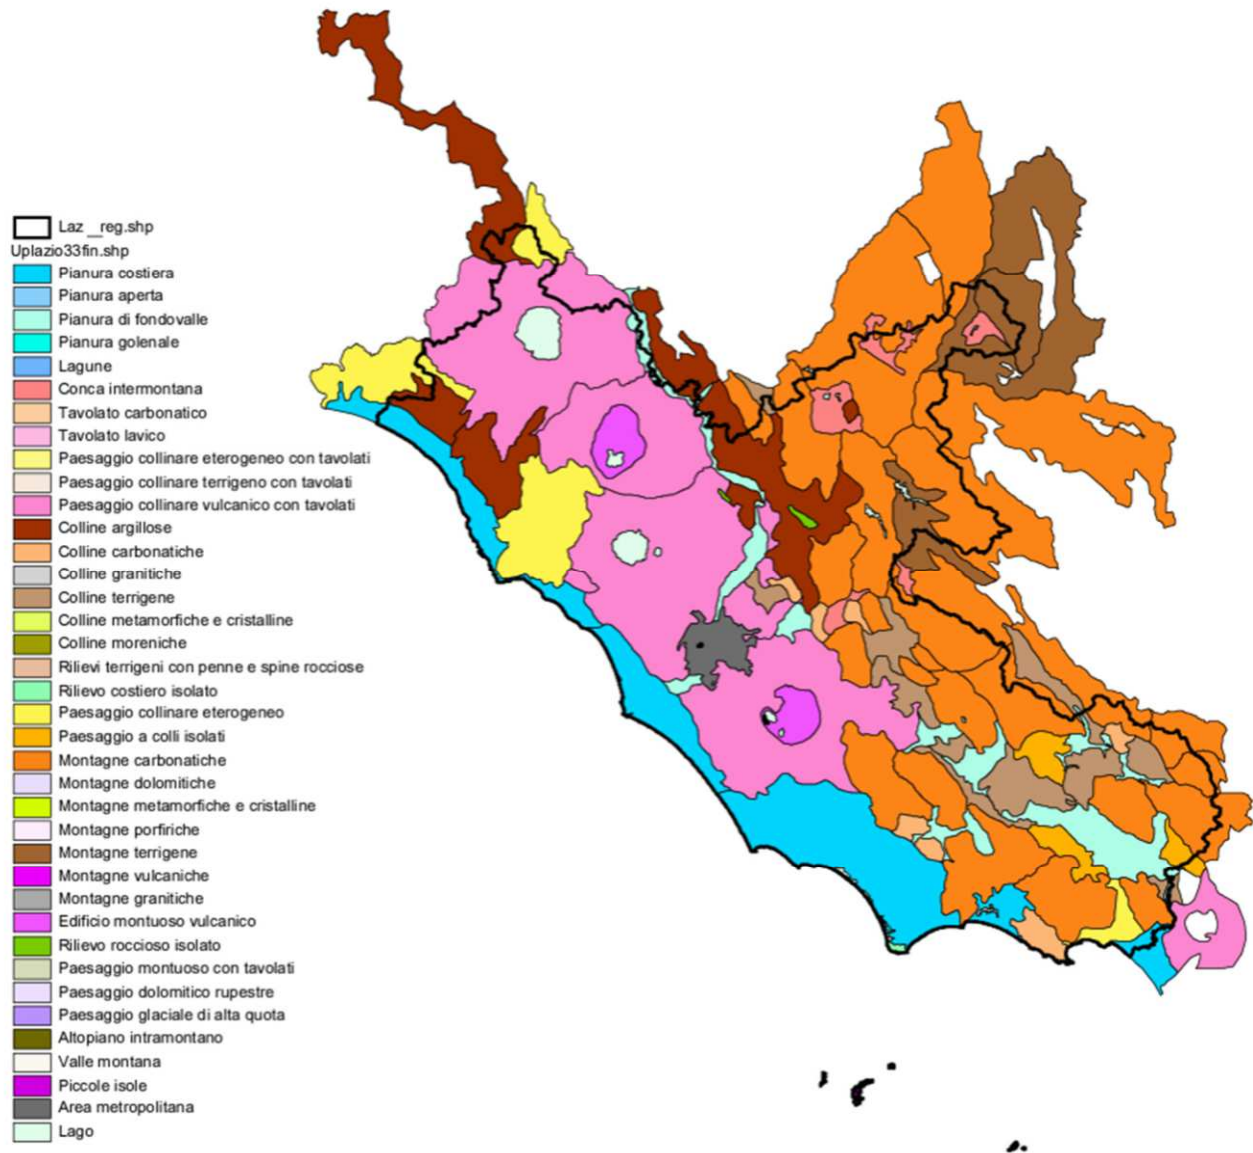 Laz__reg.shp
Uplazio33fin.shp
Pianura costiera
Pianura aperta
Pianura di fondovalle
Pianura golenale
Lagune
Conca intermontana
Tavolato carbonatico
Tavolato lavico
Paesaggio collinare eterogeneo con tavolati
Paesaggio collinare terrigeno con tavolati
Paesaggio collinare vulcanico con tavolati
Colline argillose
Colline carbonatiche
Colline granitiche
Colline terrigene
Colline metamorfiche e cristalline
Colline moreniche
Rilievi terrigeni con penne e spine rocciose
Rilievo costiero isolato
Paesaggio collinare eterogeneo
Paesaggio a colli isolati
Montagne carbonatiche
Montagne dolomitiche
Montagne metamorfiche e cristalline
Montagne porfiriche
Montagne terrigene
Montagne vulcaniche
Montagne granitiche
Edificio montuoso vulcanico
Rilievo roccioso isolato
Paesaggio montuoso con tavolati
Paesaggio dolomitico rupestre
Paesaggio glaciale di alta quota
Altopiano intramontano
Valle montana
Piccole isole
Area metropolitana
Lago